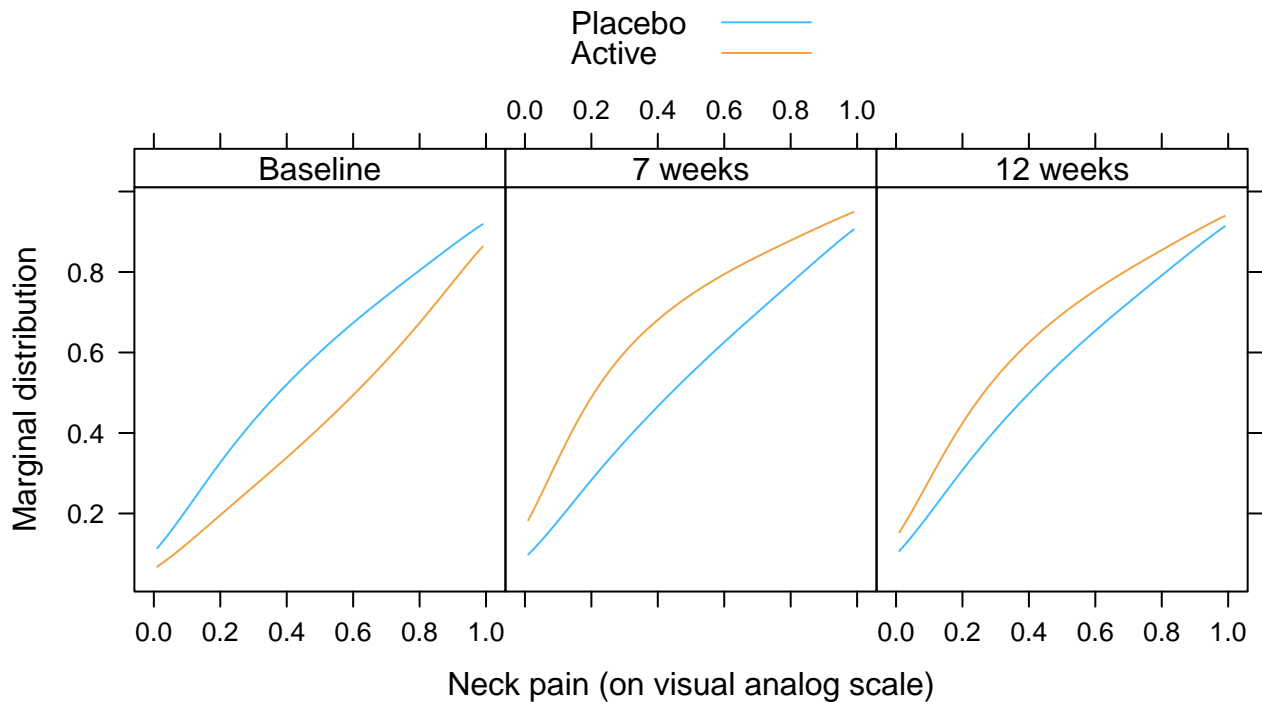 Placebo
Active
0.0 0.2 0.4 0.6 0.8 1.0
Baseline 7 weeks 12 weeks
Marginal distribution
0.8
0.6
0.4
0.2
0.0 0.2 0.4 0.6 0.8 1.0 0.0 0.2 0.4 0.6 0.8 1.0
Neck pain (on visual analog scale)